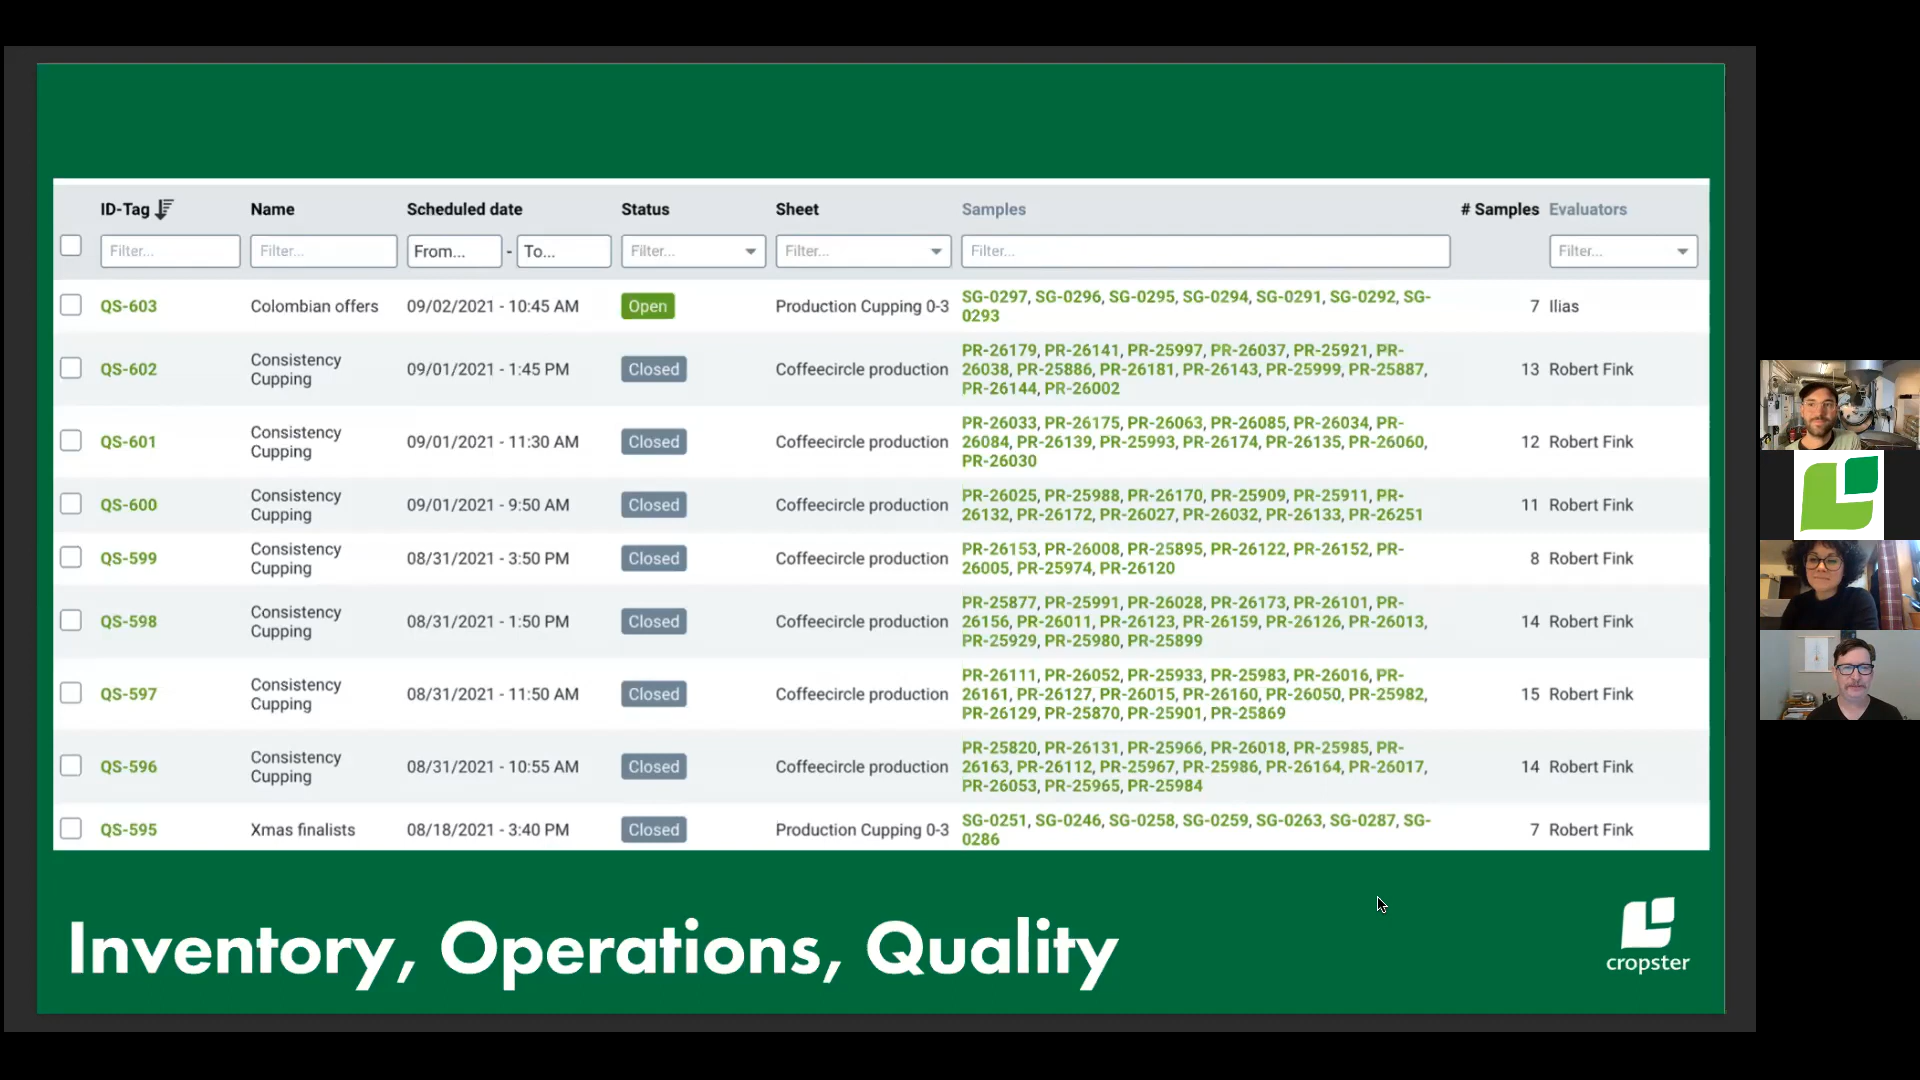 ID-Tag Name Scheduled date Status Sheet Samples # Samples Evaluators
Filter... Filter... From... - To... Filter... Filter... Filter... Filter...
QS-603 Colombian offers 09/02/2021 - 10:45 AM Open Production Cupping 0-3 SG-0297, SG-0296, SG-0295, SG-0294, SG-0291, SG-0292, SG-
0293 7 Ilias
QS-602 Consistency
Cupping 09/01/2021 - 1:45 PM Closed Coffeecircle production PR-26179, PR-26141, PR-25997, PR-26037, PR-25921, PR-
26038, PR-25886, PR-26181, PR-26143, PR-25999, PR-25887,
PR-26144, PR-26002 13 Robert Fink
QS-601 Consistency
Cupping 09/01/2021 - 11:30 AM Closed Coffeecircle production PR-26033, PR-26175, PR-26063, PR-26085, PR-26034, PR-
26084, PR-26139, PR-25993, PR-26174, PR-26135, PR-26060,
PR-26030 12 Robert Fink
QS-600 Consistency
Cupping 09/01/2021 - 9:50 AM Closed Coffeecircle production PR-26025, PR-25988, PR-26170, PR-25909, PR-25911, PR-
26132, PR-26172, PR-26027, PR-26032, PR-26133, PR-26251 11 Robert Fink
QS-599 Consistency
Cupping 08/31/2021 - 3:50 PM Closed Coffeecircle production PR-26153, PR-26008, PR-25895, PR-26122, PR-26152, PR-
26005, PR-25974, PR-26120 8 Robert Fink
QS-598 Consistency
Cupping 08/31/2021 - 1:50 PM Closed Coffeecircle production PR-25877, PR-25991, PR-26028, PR-26173, PR-26101, PR-
26156, PR-26011, PR-26123, PR-26159, PR-26126, PR-26013,
PR-25929, PR-25980, PR-25899 14 Robert Fink
QS-597 Consistency
Cupping 08/31/2021 - 11:50 AM Closed Coffeecircle production PR-26111, PR-26052, PR-25933, PR-25983, PR-26016, PR-
26161, PR-26127, PR-26015, PR-26160, PR-26050, PR-25982,
PR-26129, PR-25870, PR-25901, PR-25869 15 Robert Fink
QS-596 Consistency
Cupping 08/31/2021 - 10:55 AM Closed Coffeecircle production PR-25820, PR-26131, PR-25966, PR-26018, PR-25985, PR-
26163, PR-26112, PR-25967, PR-25986, PR-26164, PR-26017,
PR-26053, PR-25965, PR-25984 14 Robert Fink
QS-595 Xmas finalists 08/18/2021 - 3:40 PM Closed Production Cupping 0-3 SG-0251, SG-0246, SG-0258, SG-0259, SG-0263, SG-0287, SG-
0286 7 Robert Fink
Inventory, Operations, Quality
cropster